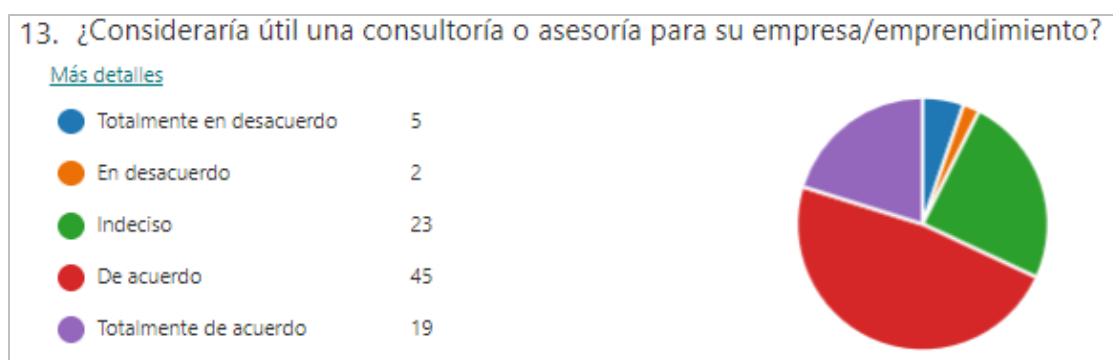 13. ¿Consideraría útil una consultoría o asesoría para su empresa/emprendimiento?
Más detalles
Totalmente en desacuerdo 5
En desacuerdo 2
Indeciso 23
De acuerdo 45
Totalmente de acuerdo 19